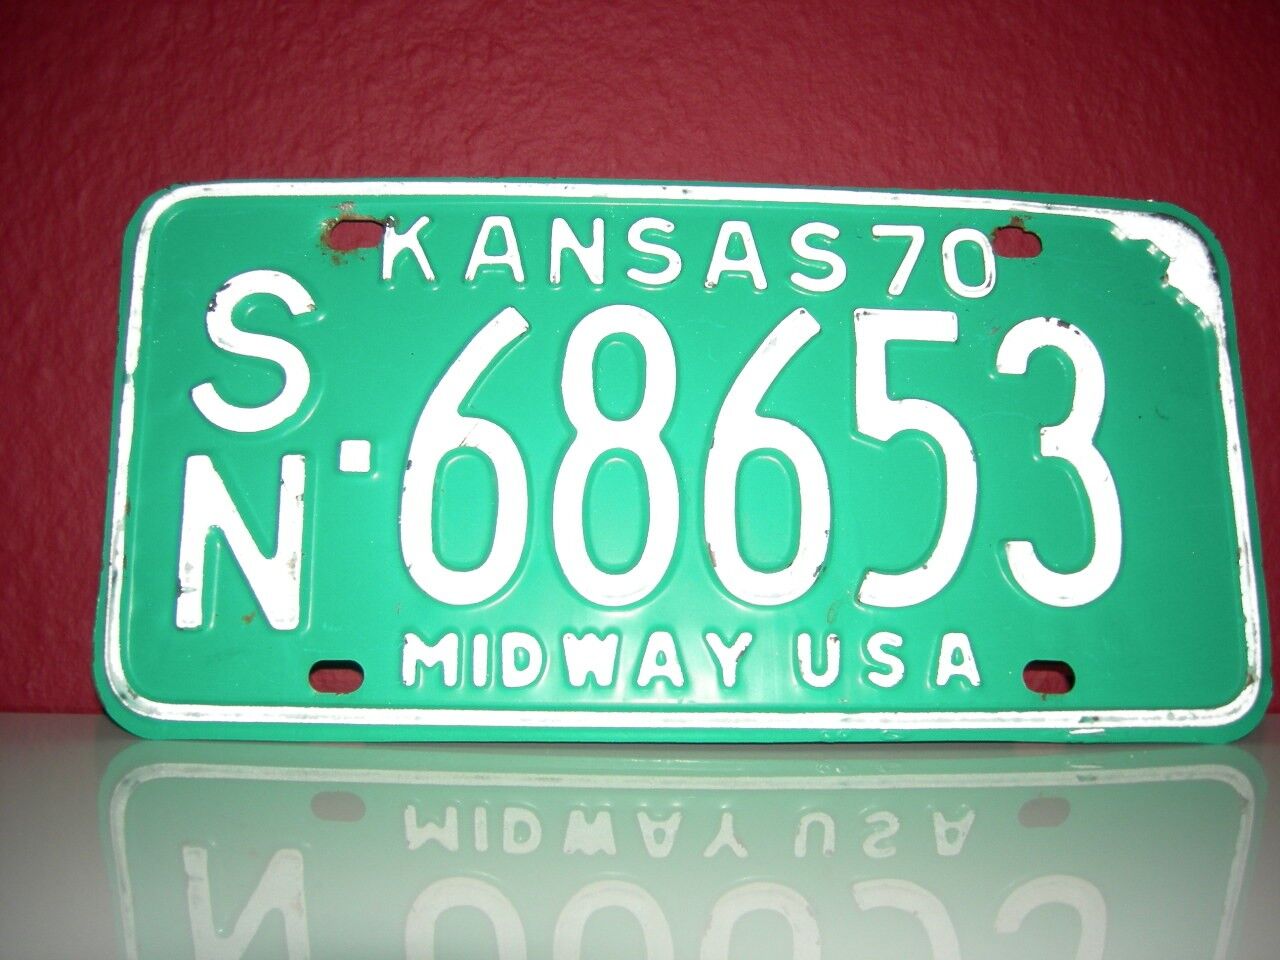 KANSAS 70
SN-68653
MIDWAY USA